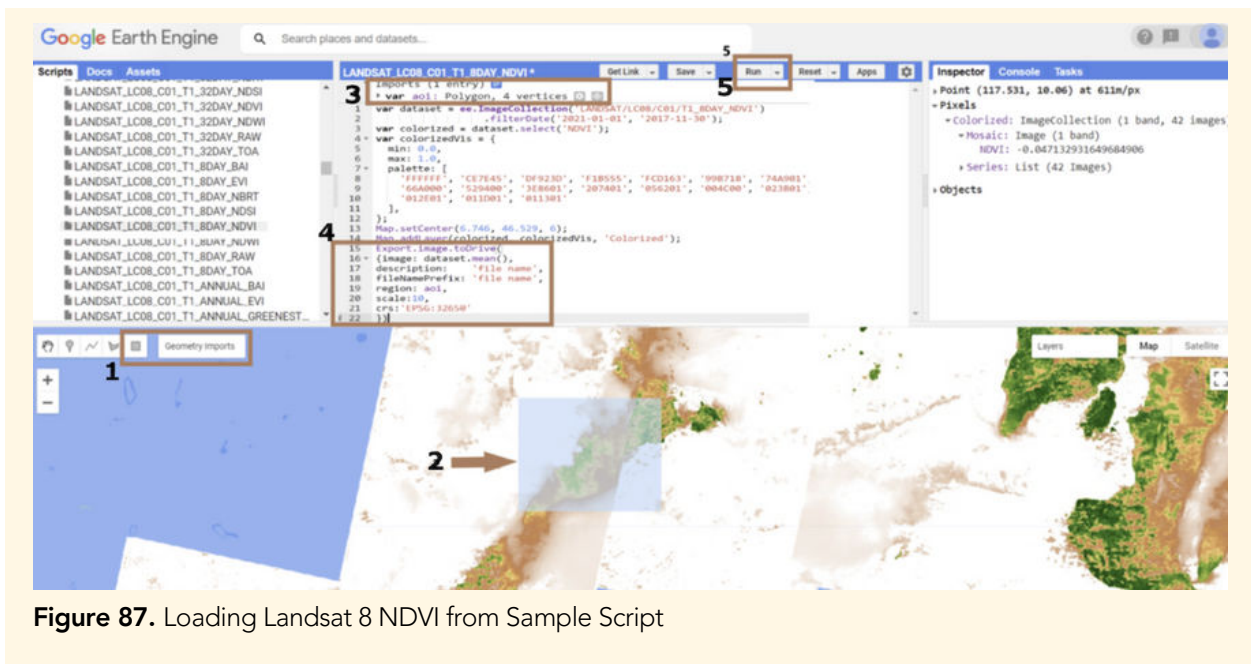 Google Earth Engine
Search places and datasets...
Scripts Docs Assets
LANDSAT_LC08_C01_T1_32DAY_NDSI
LANDSAT_LC08_C01_T1_32DAY_NDVI
LANDSAT_LC08_C01_T1_32DAY_NDWI
LANDSAT_LC08_C01_T1_32DAY_RAW
LANDSAT_LC08_C01_T1_32DAY_TOA
LANDSAT_LC08_C01_T1_8DAY_BAI
LANDSAT_LC08_C01_T1_8DAY_EVI
LANDSAT_LC08_C01_T1_8DAY_NBRT
LANDSAT_LC08_C01_T1_8DAY_NDSI
LANDSAT_LC08_C01_T1_8DAY_NDVI
LANDSAT_LC08_C01_T1_8DAY_NDWI
LANDSAT_LC08_C01_T1_8DAY_RAW
LANDSAT_LC08_C01_T1_8DAY_TOA
LANDSAT_LC08_C01_T1_ANNUAL_BAI
LANDSAT_LC08_C01_T1_ANNUAL_EVI
LANDSAT_LC08_C01_T1_ANNUAL_GREENEST...
LANDSAT_LC08_C01_T1_8DAY_NDVI *
Get Link Save Run Reset Apps
5
5
3
Imports (1 entry)
var aoi: Polygon, 4 vertices
1 var dataset = ee.ImageCollection('LANDSAT/LC08/C01/T1_8DAY_NDVI')
2 .filterDate('2021-01-01', '2017-11-30');
3 var colorized = dataset.select('NDVI');
4 var colorizedVis = {
5 min: 0.0,
6 max: 1.0,
7 palette: [
8 'FFFFFF', 'CE7E45', 'DF923D', 'F1B555', 'FCD163', '99B718', '74A901'
9 '66A000', '529400', '3E8601', '207401', '056201', '004C00', '023B01'
10 '012E01', '011D01', '011301'
11 ],
12 };
13 Map.setCenter(6.746, 46.529, 6);
14 Map.addLayer(colorized, colorizedVis, 'Colorized');
4
15 Export.image.toDrive(
16 {image: dataset.mean(),
17 description: 'file name',
18 fileNamePrefix: 'file name',
19 region: aoi,
20 scale:10,
21 crs:'EPSG:32650'
i 22 })
Inspector Console Tasks
Point (117.531, 10.06) at 611m/px
Pixels
Colorized: ImageCollection (1 band, 42 images)
Mosaic: Image (1 band)
NDVI: -0.047132931649684906
Series: List (42 Images)
Objects
Geometry Imports
1
+
−
2
Layers
Map Satellite
Figure 87. Loading Landsat 8 NDVI from Sample Script